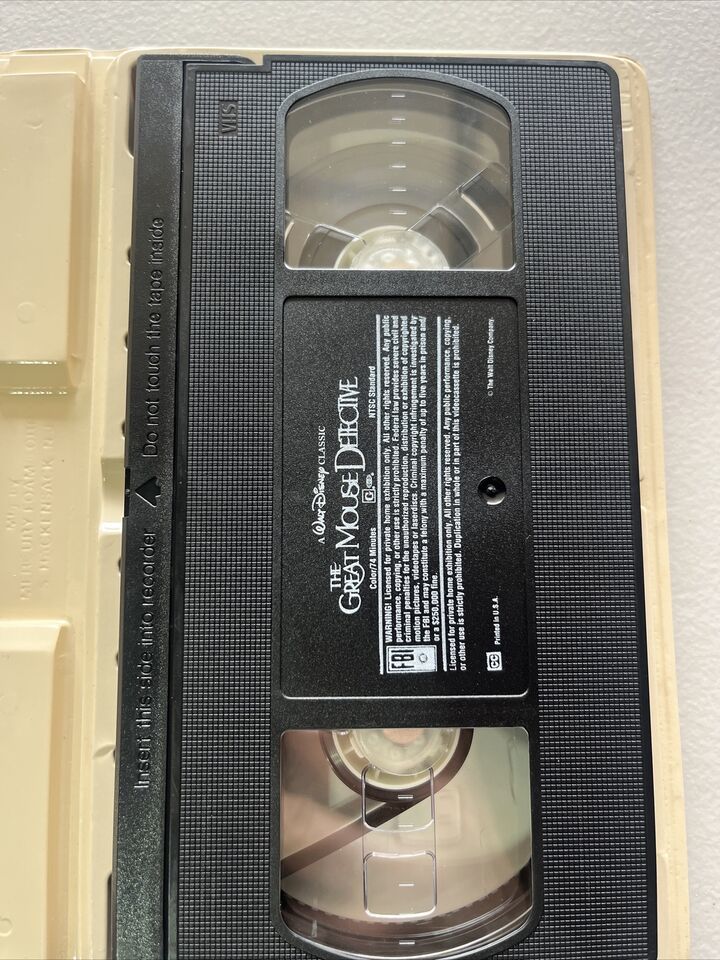 VHS
Insert this side into recorder ▲ Do not touch the tape inside
A WALT DISNEY CLASSIC
THE
GREAT MOUSE DETECTIVE
Color/74 Minutes G NTSC Standard
FBI WARNING! Licensed for private home exhibition only. All other rights reserved. Any public
performance, copying, or other use is strictly prohibited. Federal law provides severe civil and
criminal penalties for the unauthorized reproduction, distribution or exhibition of copyrighted
motion pictures, videotapes or laserdiscs. Criminal copyright infringement is investigated by
the FBI and may constitute a felony with a maximum penalty of up to five years in prison and/
or a $250,000 fine.
Licensed for private home exhibition only. All other rights reserved. Any public performance, copying,
or other use is strictly prohibited. Duplication in whole or in part of this videocassette is prohibited.
CC Printed in U.S.A. © The Walt Disney Company.